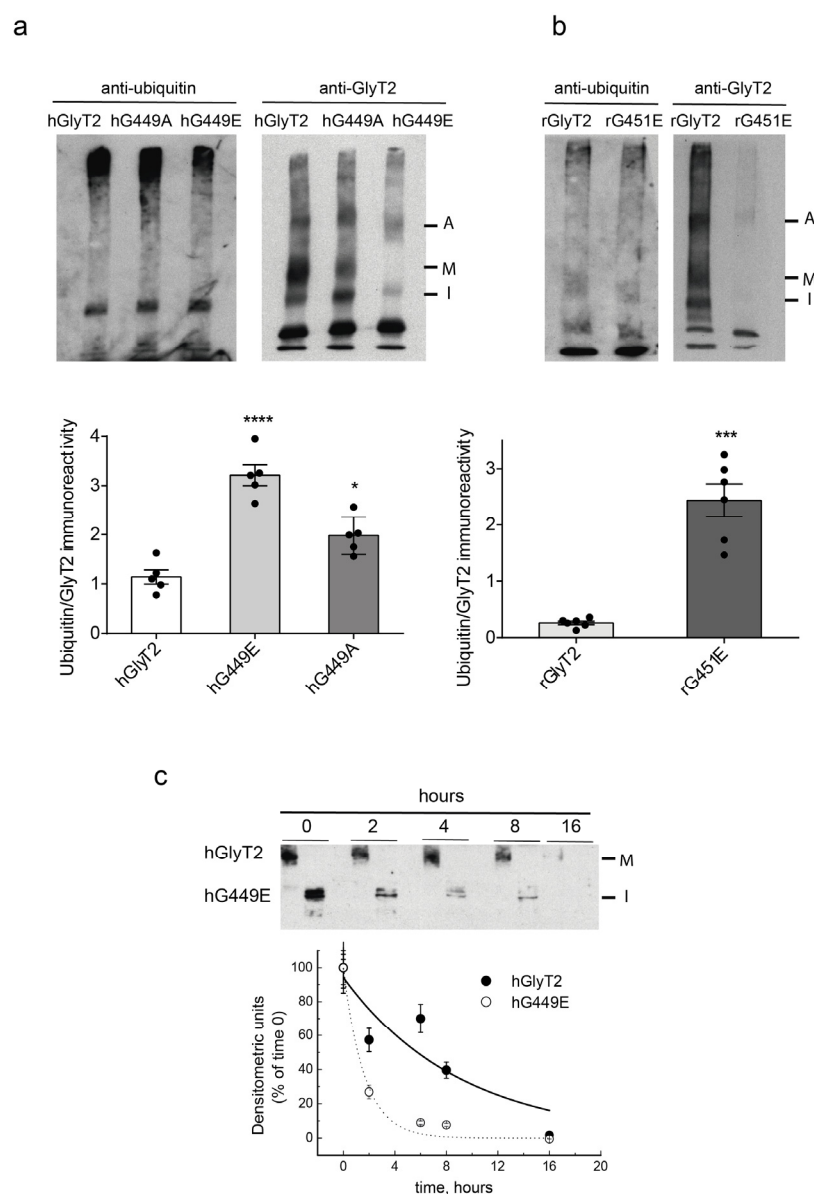 a
b
anti-ubiquitin anti-GlyT2
hGlyT2 hG449A hG449E hGlyT2 hG449A hG449E
A
M
I
anti-ubiquitin anti-GlyT2
rGlyT2 rG451E rGlyT2 rG451E
A
M
I
Ubiquitin/GlyT2 immunoreactivity
4
3
2
1
0
****
*
hGlyT2
hG449E
hG449A
Ubiquitin/GlyT2 immunoreactivity
3
2
1
0
***
rGlyT2
rG451E
c
hours
0 2 4 8 16
hGlyT2
M
hG449E
I
Densitometric units
(% of time 0)
100
80
60
40
20
0
hGlyT2
hG449E
0 4 8 12 16 20
time, hours